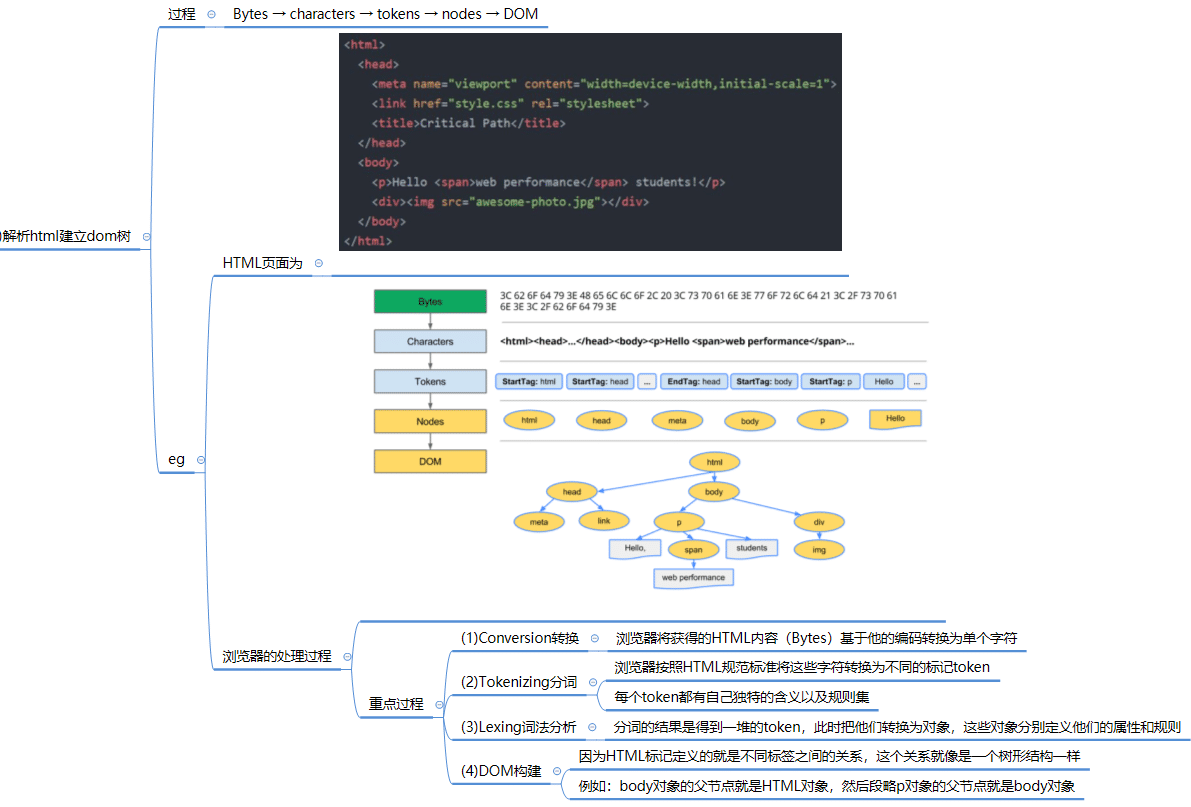 过程
Bytes → characters → tokens → nodes → DOM
<html>
<head>
<meta name="viewport" content="width=device-width,initial-scale=1">
<link href="style.css" rel="stylesheet">
<title>Critical Path</title>
</head>
<body>
<p>Hello <span>web performance</span> students!</p>
<div><img src="awesome-photo.jpg"></div>
</body>
</html>
解析html建立dom树
HTML页面为
Bytes
3C 62 6F 64 79 3E 48 65 6C 6C 6F 2C 20 3C 73 70 61 6E 3E 77 6F 72 6C 64 21 3C 2F 73 70 61
6E 3E 3C 2F 62 6F 64 79 3E
Characters
<html><head>...</head><body><p>Hello <span>web performance</span>...
Tokens
StartTag: html
StartTag: head
...
EndTag: head
StartTag: body
StartTag: p
Hello
...
Nodes
html
head
meta
body
p
Hello
DOM
html
head
body
meta
link
p
div
Hello,
span
students
img
web performance
eg
浏览器的处理过程
重点过程
(1)Conversion转换
浏览器将获得的HTML内容（Bytes）基于他的编码转换为单个字符
(2)Tokenizing分词
浏览器按照HTML规范标准将这些字符转换为不同的标记token
每个token都有自己独特的含义以及规则集
(3)Lexing词法分析
分词的结果是得到一堆的token，此时把他们转换为对象，这些对象分别定义他们的属性和规则
(4)DOM构建
因为HTML标记定义的就是不同标签之间的关系，这个关系就像是一个树形结构一样
例如：body对象的父节点就是HTML对象，然后段略p对象的父节点就是body对象